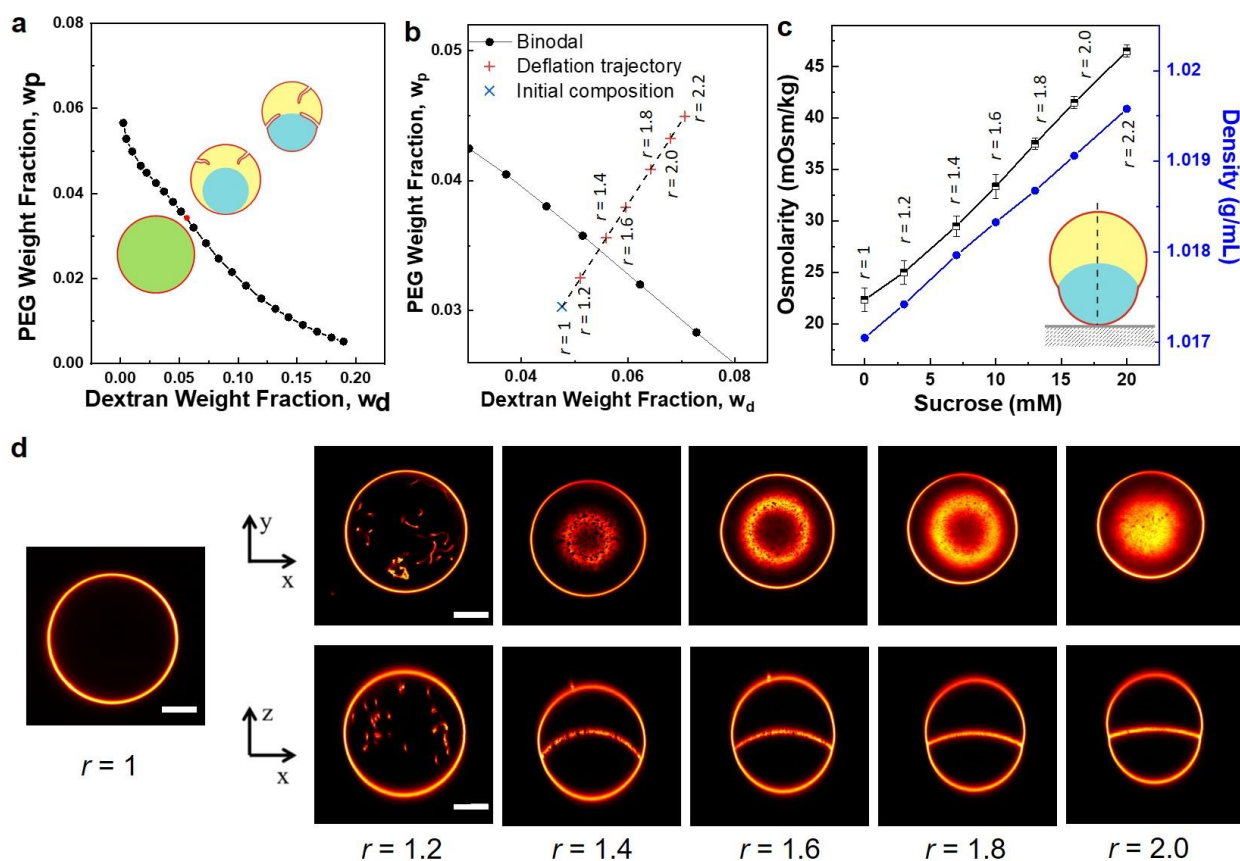 a
PEG Weight Fraction, wp
0.08
0.06
0.04
0.02
0.00
0.00 0.05 0.10 0.15 0.20
Dextran Weight Fraction, wd
b
PEG Weight Fraction, wp
0.05
0.04
0.03
Binodal
Deflation trajectory
Initial composition
r = 1
r = 1.2
r = 1.4
r = 1.6
r = 1.8
r = 2.0
r = 2.2
0.04 0.06 0.08
Dextran Weight Fraction, wd
c
Osmolarity (mOsm/kg)
45
40
35
30
25
20
r = 1
r = 1.2
r = 1.4
r = 1.6
r = 1.8
r = 2.0
r = 2.2
1.02
1.019
1.018
1.017
Density (g/mL)
0 5 10 15 20
Sucrose (mM)
d
y
x
z
x
r = 1
r = 1.2 r = 1.4 r = 1.6 r = 1.8 r = 2.0